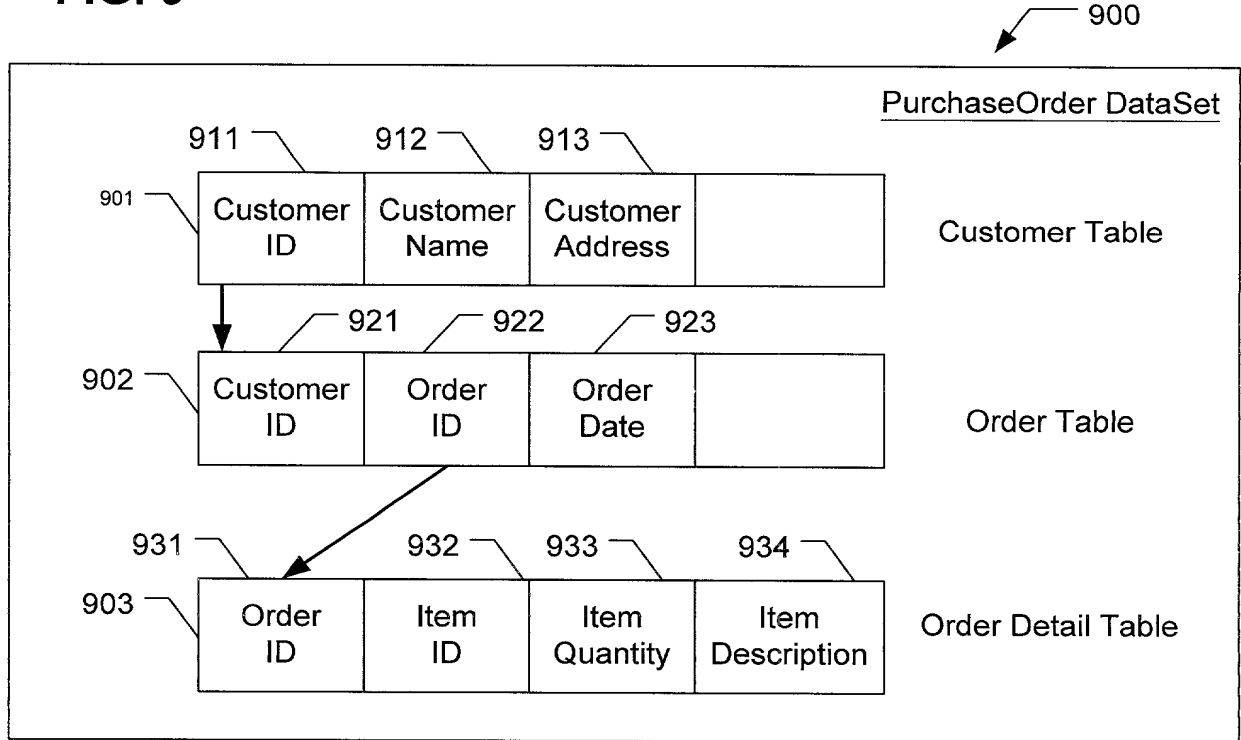 900
PurchaseOrder DataSet
911 912 913
901
Customer ID
Customer Name
Customer Address
Customer Table
921 922 923
902
Customer ID
Order ID
Order Date
Order Table
931 932 933 934
903
Order ID
Item ID
Item Quantity
Item Description
Order Detail Table